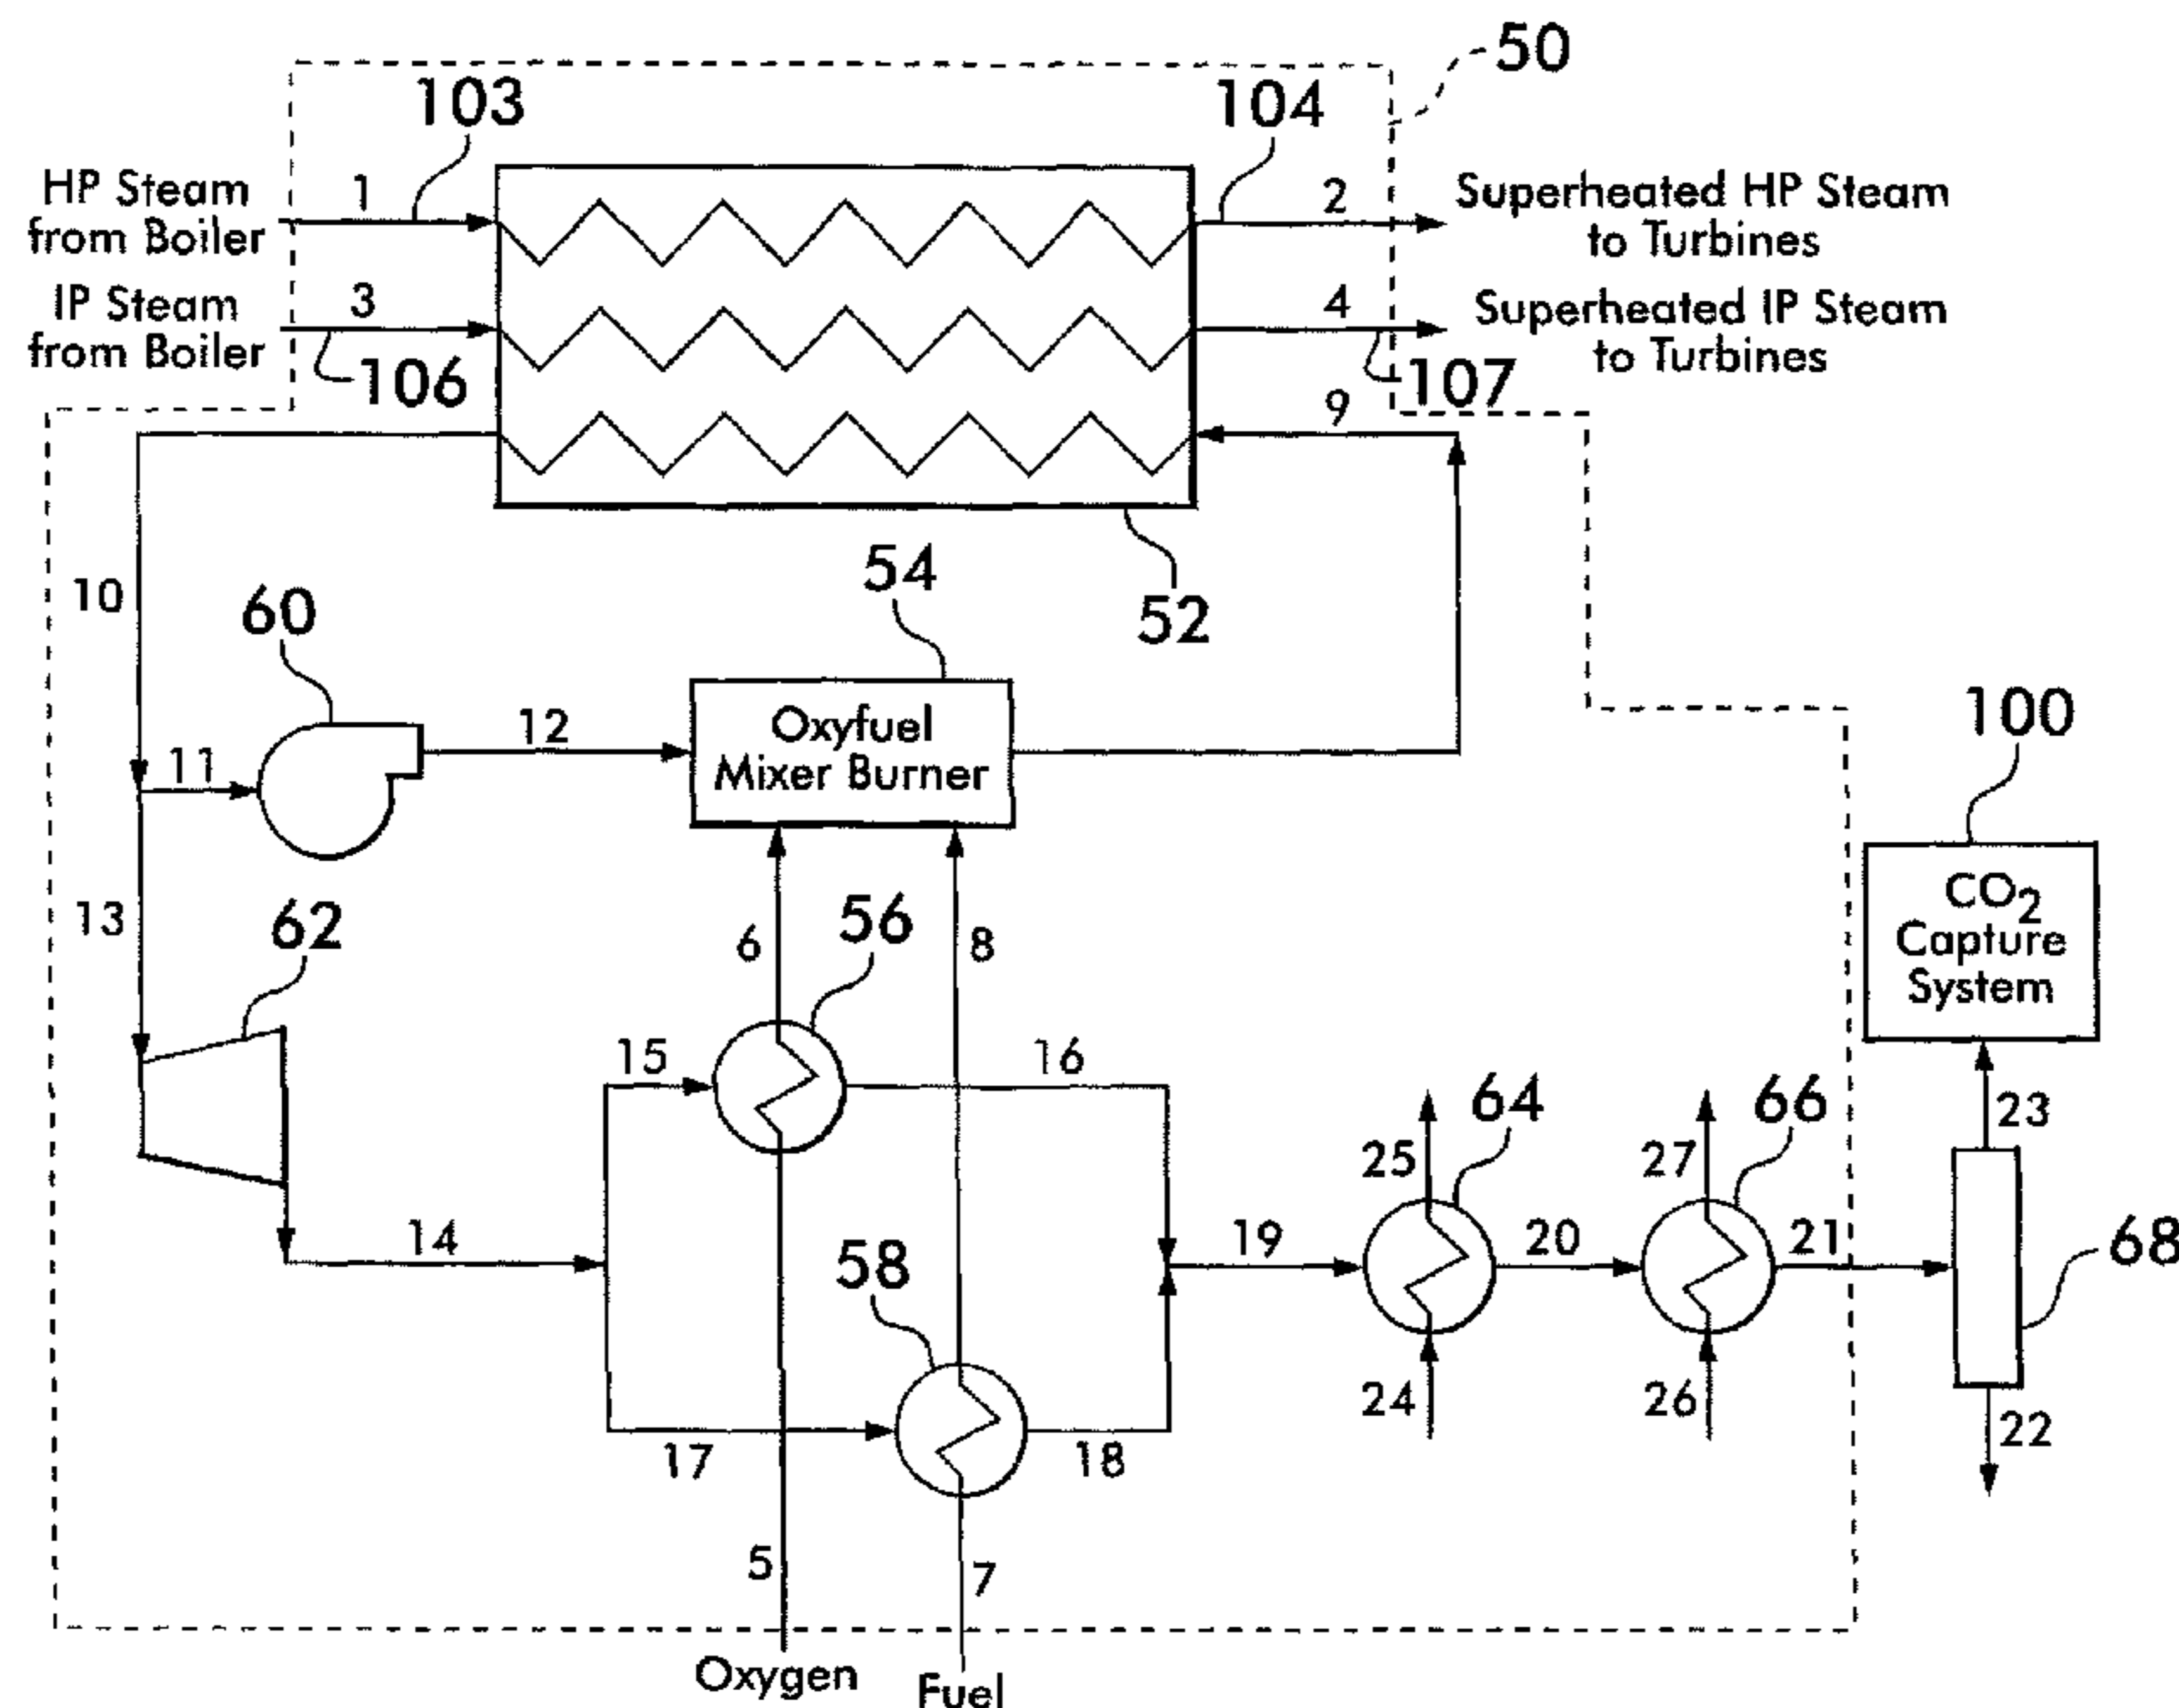 50
103
104
HP Steam
from Boiler
1
2
Superheated HP Steam
to Turbines
IP Steam
from Boiler
3
4
Superheated IP Steam
to Turbines
106
107
9
10
60
54
52
11
12
Oxyfuel
Mixer Burner
100
CO2
Capture
System
13
62
6
56
8
15
16
64
66
23
25
27
14
58
19
20
21
68
17
18
24
26
22
5
7
Oxygen
Fuel